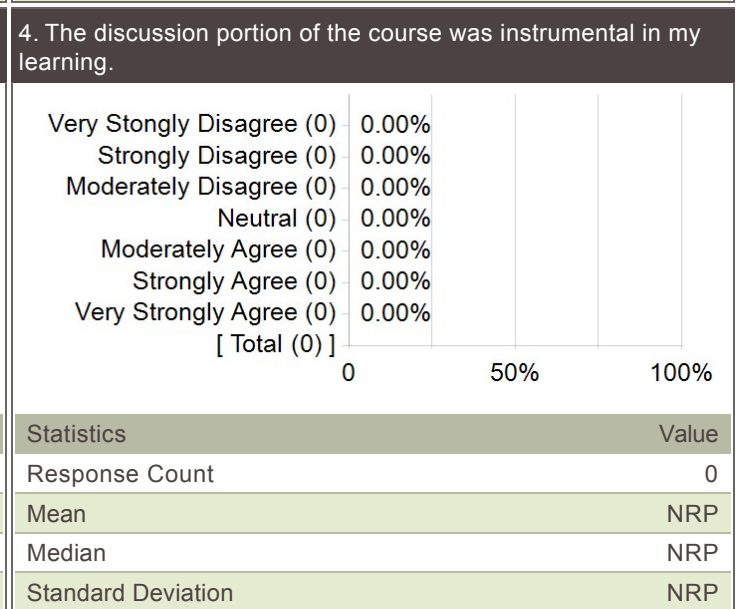 4. The discussion portion of the course was instrumental in my
learning.
Very Stongly Disagree (0) 0.00%
Strongly Disagree (0) 0.00%
Moderately Disagree (0) 0.00%
Neutral (0) 0.00%
Moderately Agree (0) 0.00%
Strongly Agree (0) 0.00%
Very Strongly Agree (0) 0.00%
[ Total (0) ]
0 50% 100%
Statistics Value
Response Count 0
Mean NRP
Median NRP
Standard Deviation NRP